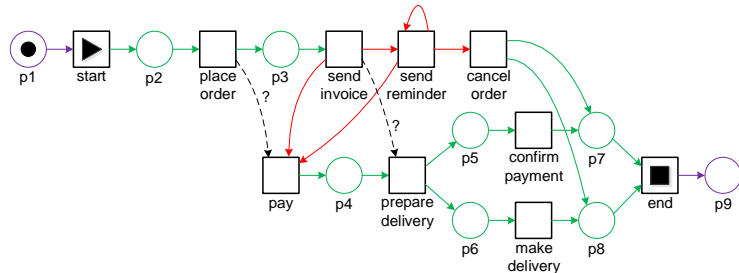 p1
start
p2
place
order
p3
send
invoice
send
reminder
cancel
order
?
?
pay
p4
prepare
delivery
p5
confirm
payment
p7
p6
make
delivery
p8
end
p9